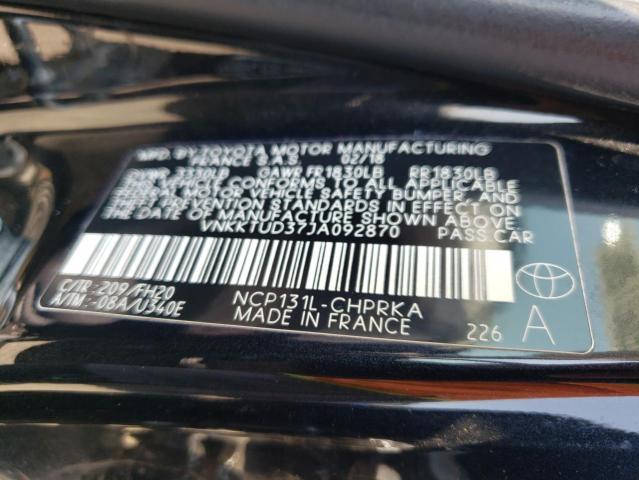 MFD. BY TOYOTA MOTOR MANUFACTURING
FRANCE S.A.S. 02/18
GVWR 3330LB GAWR FR1830LB RR1830LB
THIS VEHICLE CONFORMS TO ALL APPLICABLE
FEDERAL MOTOR VEHICLE SAFETY, BUMPER, AND
THEFT PREVENTION STANDARDS IN EFFECT ON
THE DATE OF MANUFACTURE SHOWN ABOVE.
VNKKTUD37JA092870 PASS.CAR
C/TR: 209/FH20 NCP131L-CHPRKA
A/TM: -08A/U340E MADE IN FRANCE 226 A